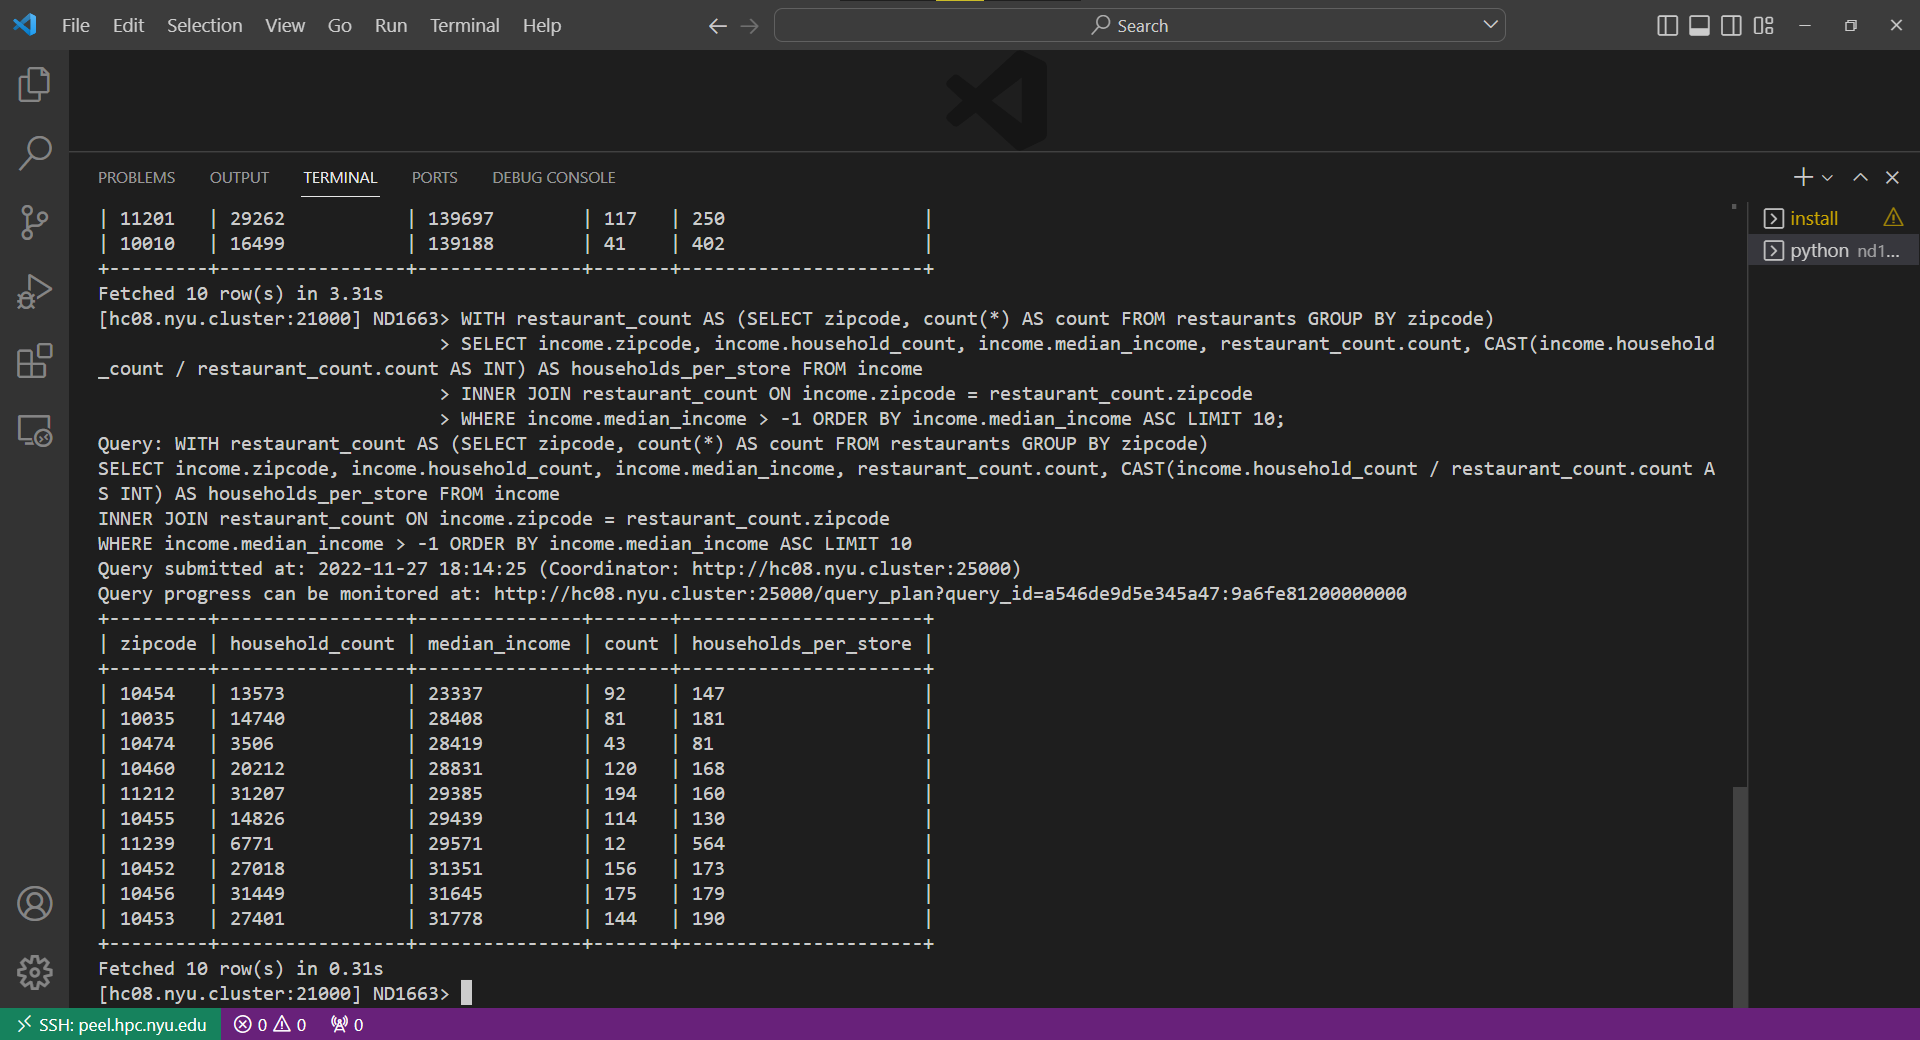 File Edit Selection View Go Run Terminal Help
Search
PROBLEMS OUTPUT TERMINAL PORTS DEBUG CONSOLE
| 11201   | 29262           | 139697        | 117   | 250                  |
| 10010   | 16499           | 139188        | 41    | 402                  |
+---------+-----------------+---------------+-------+----------------------+
Fetched 10 row(s) in 3.31s
[hc08.nyu.cluster:21000] ND1663> WITH restaurant_count AS (SELECT zipcode, count(*) AS count FROM restaurants GROUP BY zipcode)
                               > SELECT income.zipcode, income.household_count, income.median_income, restaurant_count.count, CAST(income.household
_count / restaurant_count.count AS INT) AS households_per_store FROM income
                               > INNER JOIN restaurant_count ON income.zipcode = restaurant_count.zipcode
                               > WHERE income.median_income > -1 ORDER BY income.median_income ASC LIMIT 10;
Query: WITH restaurant_count AS (SELECT zipcode, count(*) AS count FROM restaurants GROUP BY zipcode)
SELECT income.zipcode, income.household_count, income.median_income, restaurant_count.count, CAST(income.household_count / restaurant_count.count A
S INT) AS households_per_store FROM income
INNER JOIN restaurant_count ON income.zipcode = restaurant_count.zipcode
WHERE income.median_income > -1 ORDER BY income.median_income ASC LIMIT 10
Query submitted at: 2022-11-27 18:14:25 (Coordinator: http://hc08.nyu.cluster:25000)
Query progress can be monitored at: http://hc08.nyu.cluster:25000/query_plan?query_id=a546de9d5e345a47:9a6fe81200000000
+---------+-----------------+---------------+-------+----------------------+
| zipcode | household_count | median_income | count | households_per_store |
+---------+-----------------+---------------+-------+----------------------+
| 10454   | 13573           | 23337         | 92    | 147                  |
| 10035   | 14740           | 28408         | 81    | 181                  |
| 10474   | 3506            | 28419         | 43    | 81                   |
| 10460   | 20212           | 28831         | 120   | 168                  |
| 11212   | 31207           | 29385         | 194   | 160                  |
| 10455   | 14826           | 29439         | 114   | 130                  |
| 11239   | 6771            | 29571         | 12    | 564                  |
| 10452   | 27018           | 31351         | 156   | 173                  |
| 10456   | 31449           | 31645         | 175   | 179                  |
| 10453   | 27401           | 31778         | 144   | 190                  |
+---------+-----------------+---------------+-------+----------------------+
Fetched 10 row(s) in 0.31s
[hc08.nyu.cluster:21000] ND1663>
install
python nd1...
SSH: peel.hpc.nyu.edu 0 0 0